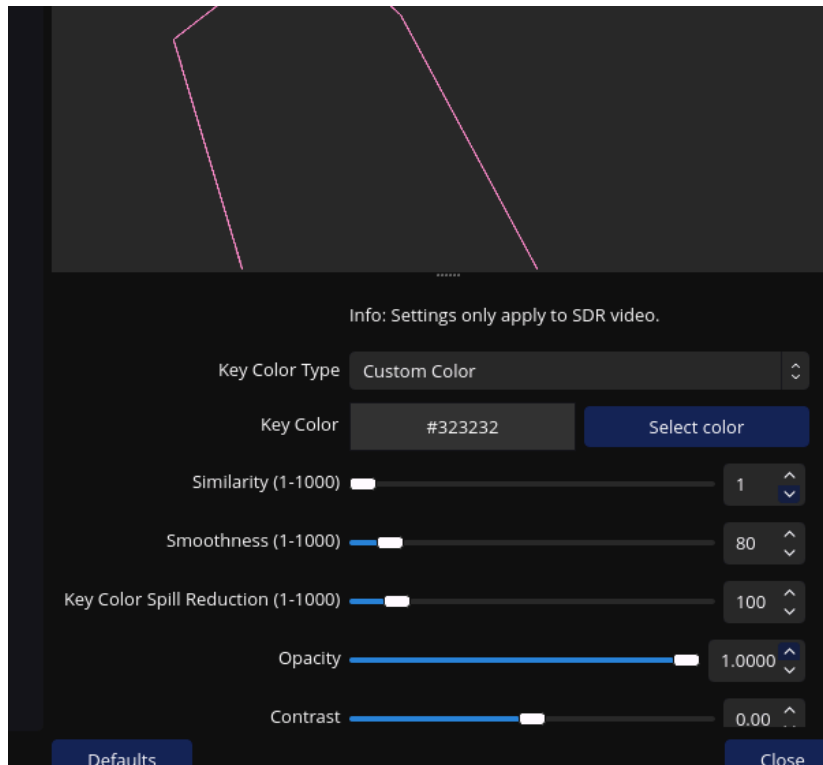 Info: Settings only apply to SDR video.
Key Color Type Custom Color
Key Color #323232 Select color
Similarity (1-1000) 1
Smoothness (1-1000) 80
Key Color Spill Reduction (1-1000) 100
Opacity 1.0000
Contrast 0.00
Defaults Close